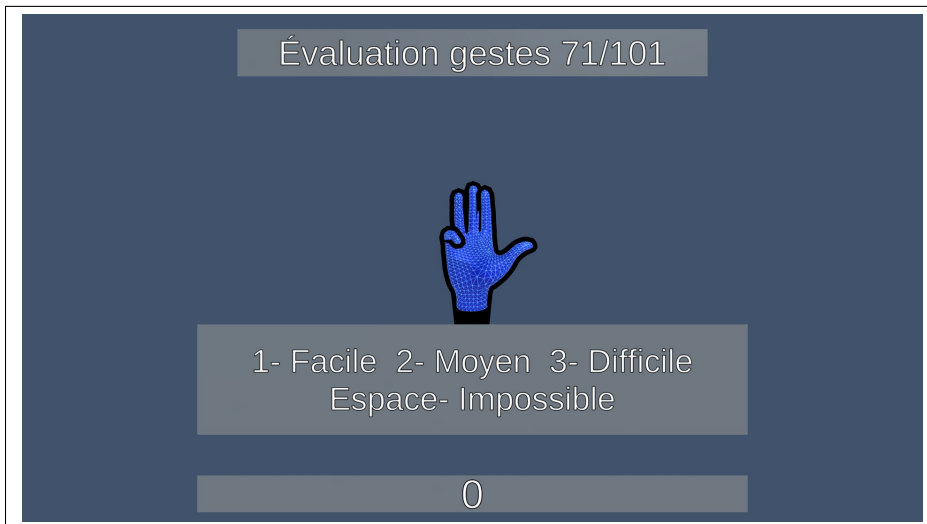 Évaluation gestes 71/101
1- Facile 2- Moyen 3- Difficile
Espace- Impossible
0